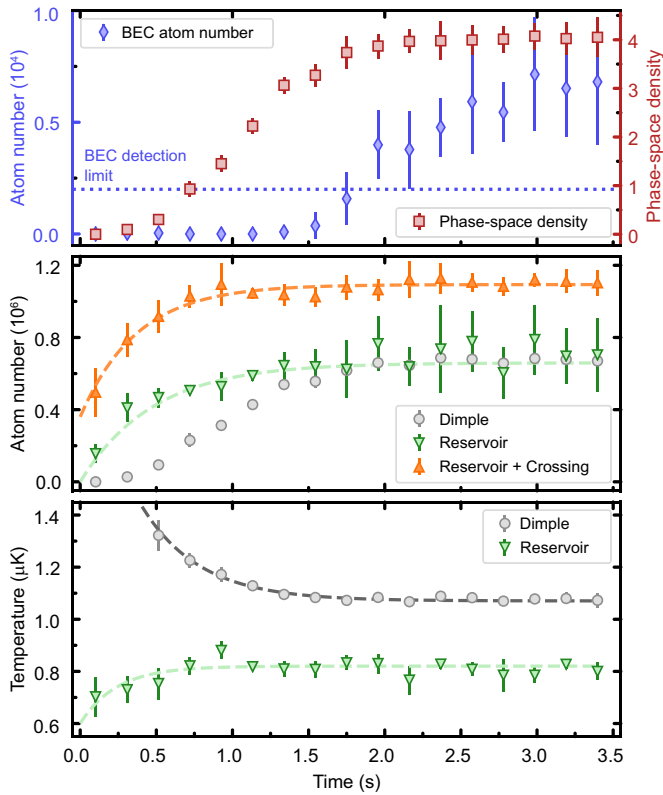 1.0
0.5
0.0
Atom number (10⁴)
BEC atom number
BEC detection
limit
Phase-space density
4
3
2
1
0
Phase-space density
1.2
0.8
0.4
0.0
Atom number (10⁶)
Dimple
Reservoir
Reservoir + Crossing
1.4
1.2
1.0
0.8
0.6
Temperature (μK)
Dimple
Reservoir
0.0 0.5 1.0 1.5 2.0 2.5 3.0 3.5
Time (s)